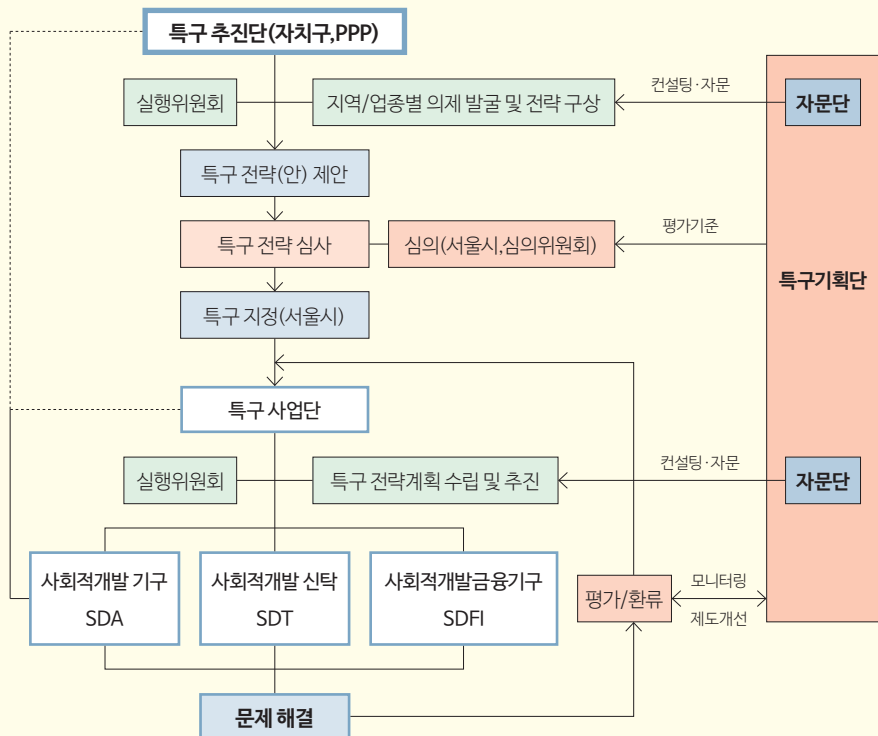 특구 추진단(자치구,PPP)
실행위원회
지역/업종별 의제 발굴 및 전략 구상
컨설팅·자문
자문단
특구 전략(안) 제안
특구 전략 심사
심의(서울시,심의위원회)
평가기준
특구기획단
특구 지정(서울시)
특구 사업단
실행위원회
특구 전략계획 수립 및 추진
컨설팅·자문
자문단
사회적개발 기구
SDA
사회적개발 신탁
SDT
사회적개발금융기구
SDFI
평가/환류
모니터링
제도개선
문제 해결